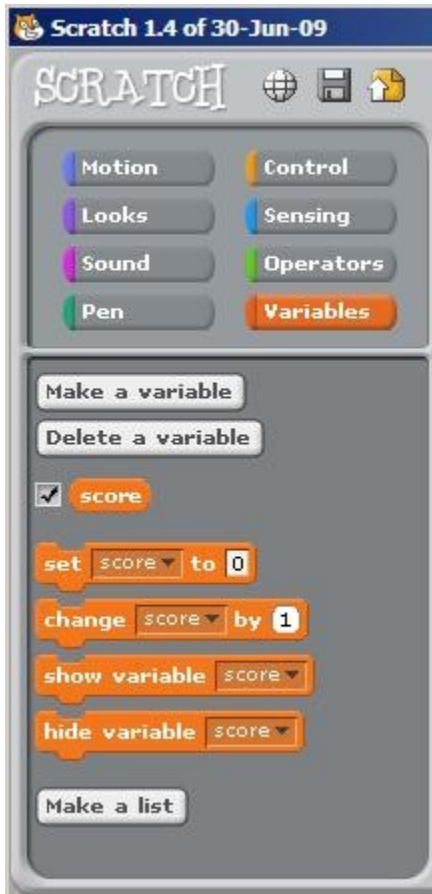 Scratch 1.4 of 30-Jun-09
SCRATCH
Motion Control
Looks Sensing
Sound Operators
Pen Variables
Make a variable
Delete a variable
score
set score to 0
change score by 1
show variable score
hide variable score
Make a list